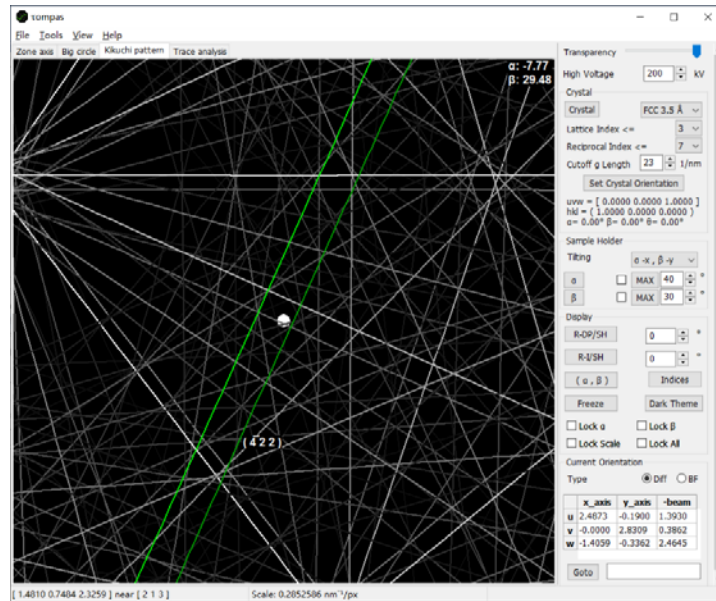 tompas
File Tools View Help
Zone axis Big circle Kikuchi pattern Trace analysis
α: -7.77
β: 29.48
(4 2 2)
Transparency
High Voltage 200 kV
Crystal
Crystal FCC 3.5 Å
Lattice Index <= 3
Reciprocal Index <= 7
Cutoff g Length 23 1/nm
Set Crystal Orientation
uvw = [ 0.0000 0.0000 1.0000 ]
hkl = ( 1.0000 0.0000 0.0000 )
α= 0.00° β= 0.00° θ= 0.00°
Sample Holder
Tilting α -x , β -y
α MAX 40 °
β MAX 30 °
Display
R-DP/SH 0 °
R-I/SH 0 °
( α , β ) Indices
Freeze Dark Theme
Lock α Lock β
Lock Scale Lock All
Current Orientation
Type Diff BF
x_axis y_axis -beam
u 2.4873 -0.1900 1.3930
v -0.0000 2.8309 0.3862
w -1.4059 -0.3362 2.4645
Goto
[ 1.4810 0.7484 2.3259 ] near [ 2 1 3 ] Scale: 0.2852586 nm⁻¹/px